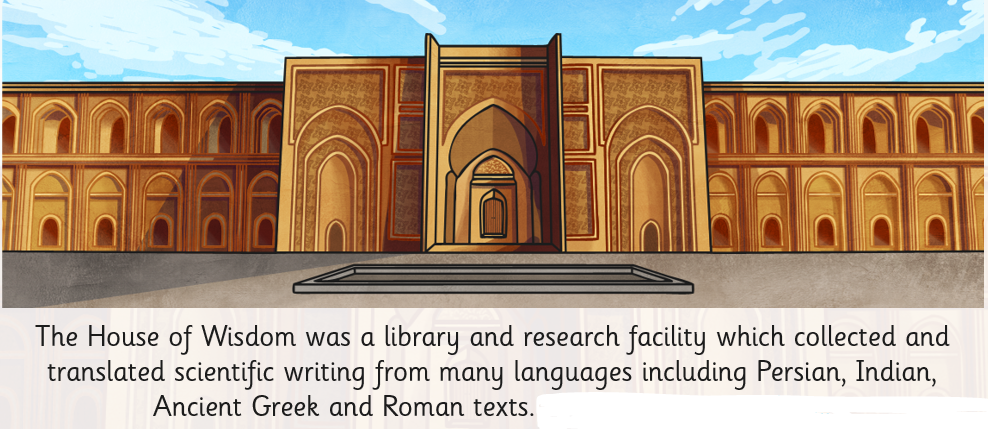 The House of Wisdom was a library and research facility which collected and
translated scientific writing from many languages including Persian, Indian,
Ancient Greek and Roman texts.